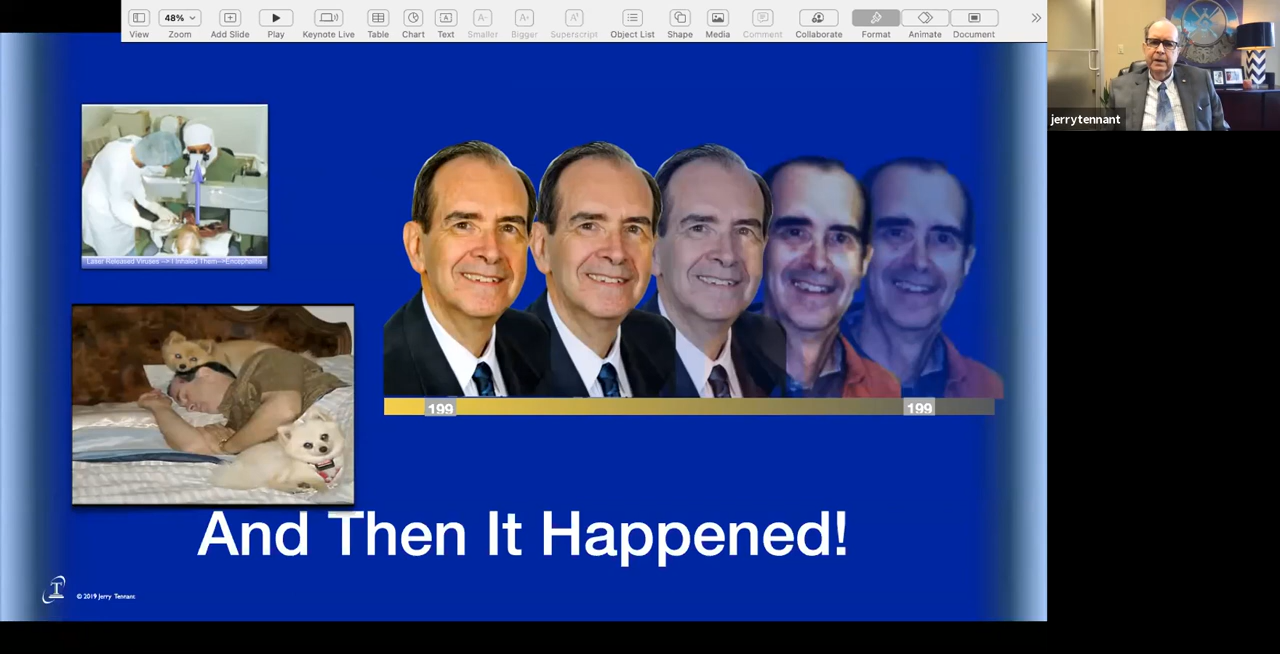 48%
View
Zoom
Add Slide
Play
Keynote Live
Table
Chart
Text
Smaller
Bigger
Superscript
Object List
Shape
Media
Comment
Collaborate
Format
Animate
Document
jerrytennant
Laser Released Viruses --> I Inhaled Them-->Encephalitis
199
199
And Then It Happened!
T
© 2019 Jerry Tennant